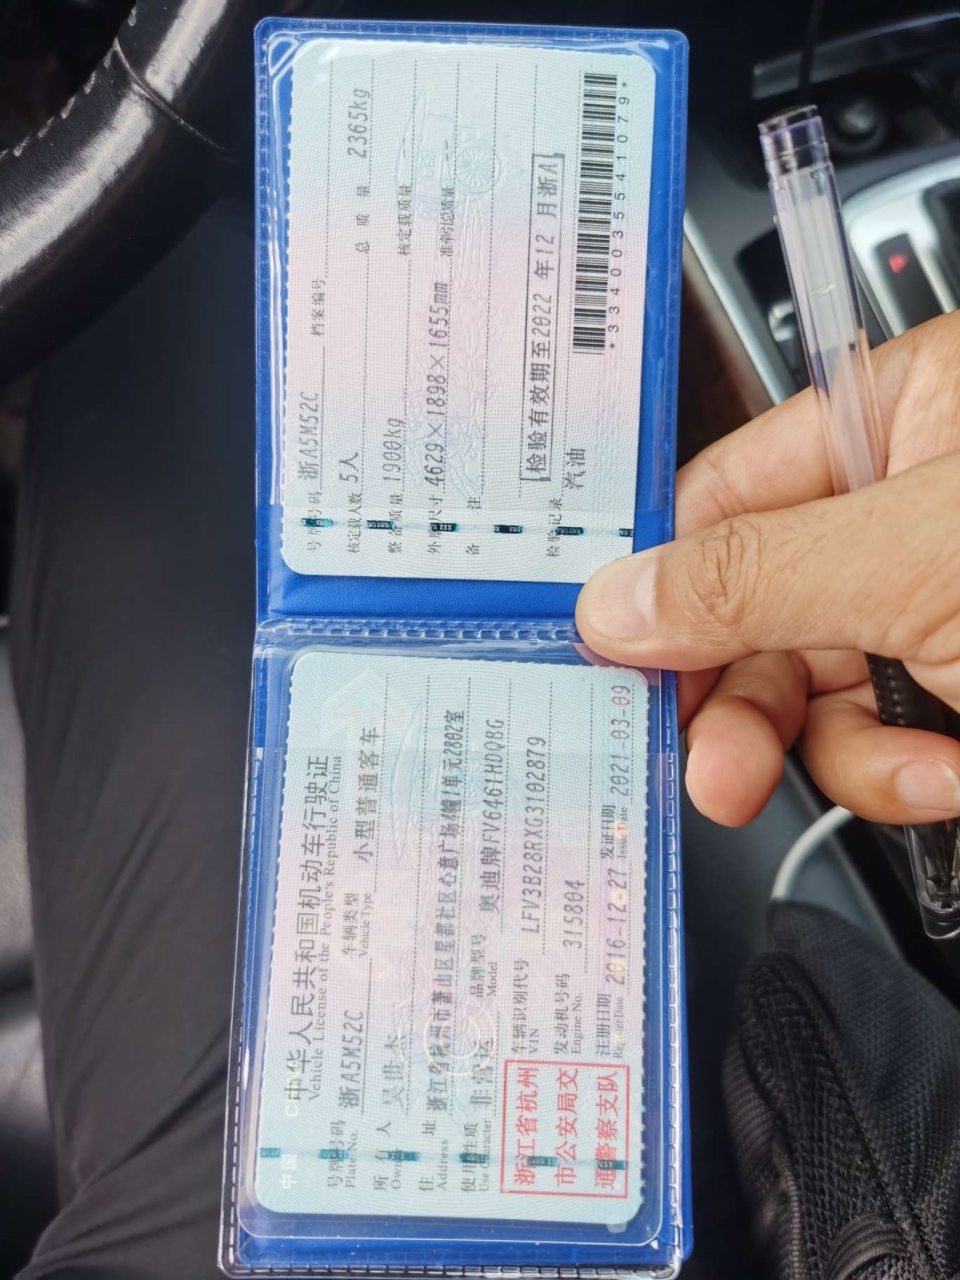 中华人民共和国机动车行驶证
Vehicle License of the People's Republic of China
号牌号码 浙A5M52C 车辆类型 小型普通客车
Plate No. Vehicle Type
所有人 吴世杰
Owner
住址 浙江省杭州市萧山区星都社区心意广场4幢1单元2802室
Address
使用性质 非营运 品牌型号 奥迪牌FV6461HDQBG
Use Character Model
浙江省杭州
市公安局交
通警察支队
车辆识别代号 LFV3B28RXG3102879
VIN
发动机号码 315804
Engine No.
注册日期 2016-12-27 发证日期 2021-03-09
Register Date Issue Date
号牌号码 浙A5M52C 档案编号
核定载人数 5人 总质量 2365kg
整备质量 1900kg 核定载质量
外廓尺寸 4629×1898×1655mm 准牵引总质量
备注
检验有效期至2022年12月浙A
检验记录 汽油
*3340003554079*